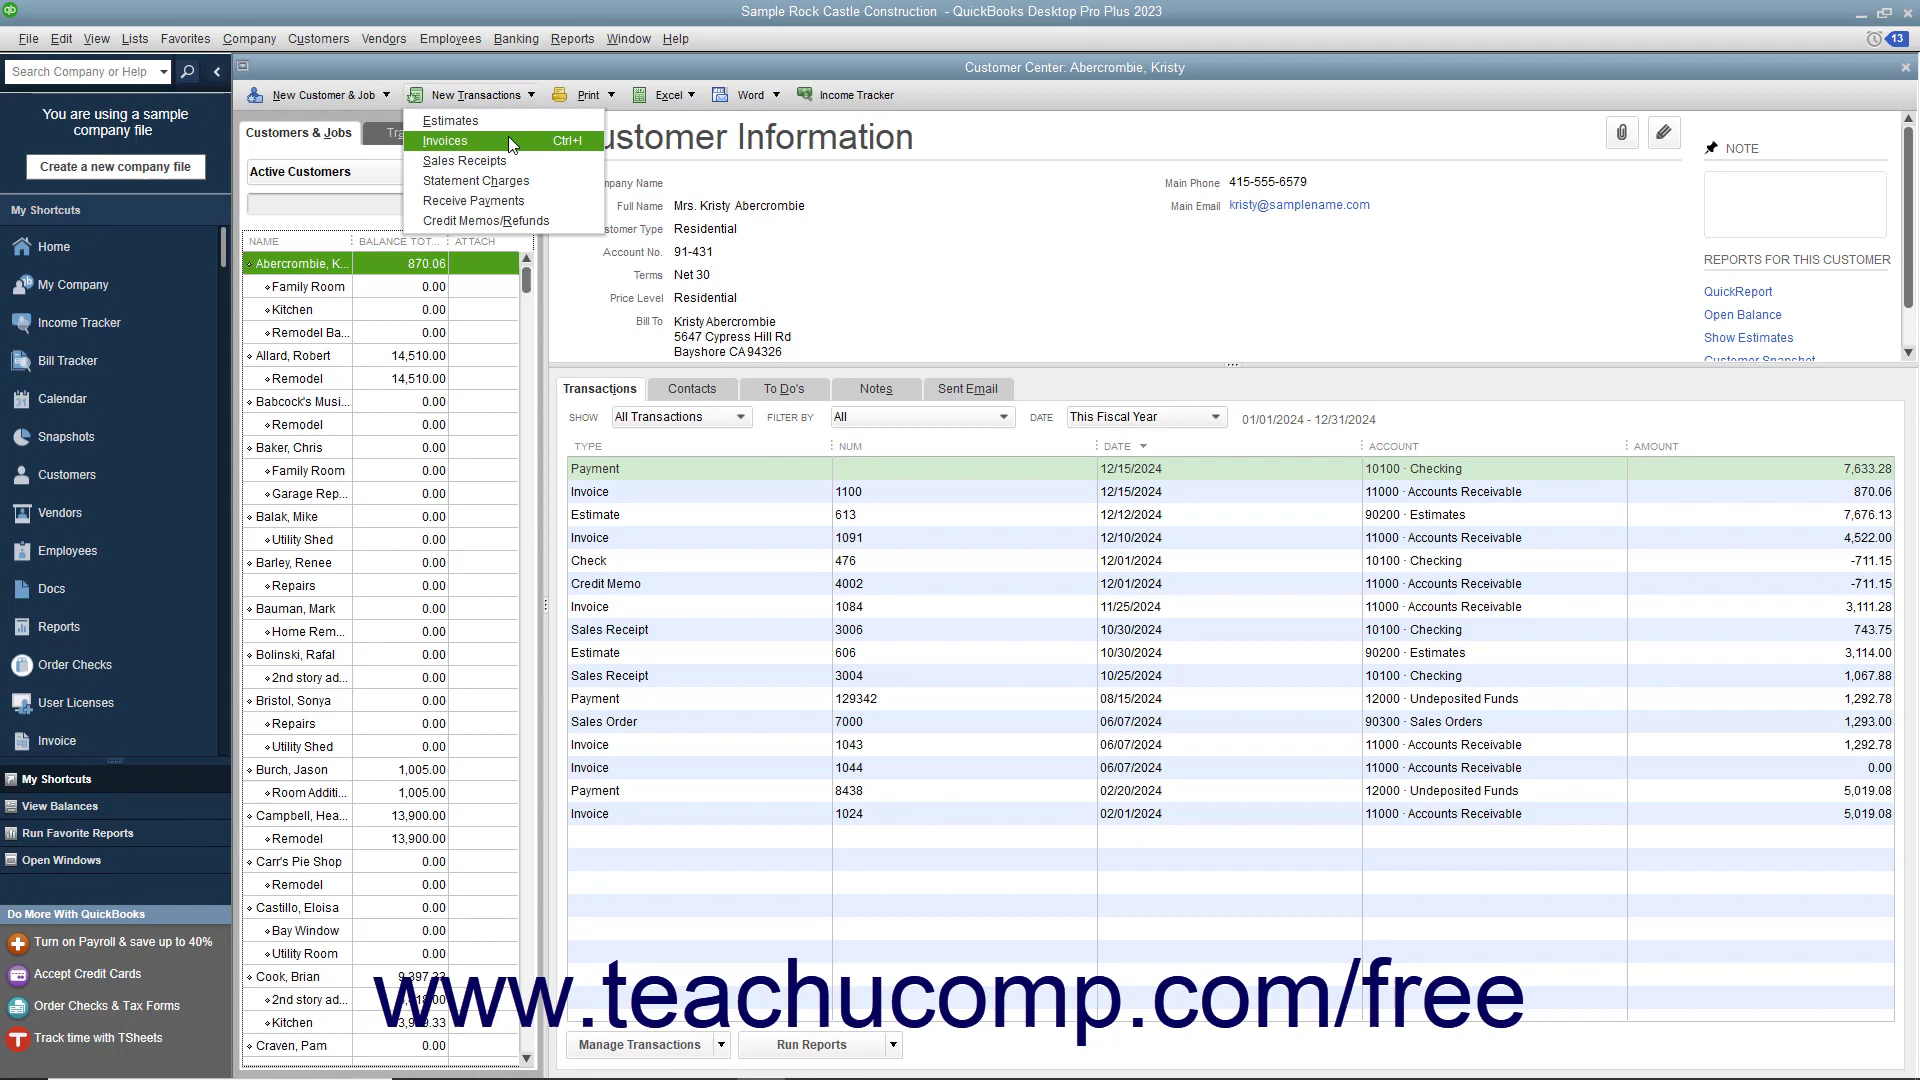 Sample Rock Castle Construction - QuickBooks Desktop Pro Plus 2023
File Edit View Lists Favorites Company Customers Vendors Employees Banking Reports Window Help
13
Search Company or Help
Customer Center: Abercrombie, Kristy
New Customer & Job New Transactions Print Excel Word Income Tracker
You are using a sample
company file
Create a new company file
My Shortcuts
Home
My Company
Income Tracker
Bill Tracker
Calendar
Snapshots
Customers
Vendors
Employees
Docs
Reports
Order Checks
User Licenses
Invoice
My Shortcuts
View Balances
Run Favorite Reports
Open Windows
Do More With QuickBooks
Turn on Payroll & save up to 40%
Accept Credit Cards
Order Checks & Tax Forms
Track time with TSheets
Customers & Jobs
Active Customers
Estimates
Invoices Ctrl+I
Sales Receipts
Statement Charges
Receive Payments
Credit Memos/Refunds
NAME BALANCE TOT... ATTACH
Abercrombie, K... 870.06
Family Room 0.00
Kitchen 0.00
Remodel Ba... 0.00
Allard, Robert 14,510.00
Remodel 14,510.00
Babcock's Musi... 0.00
Remodel 0.00
Baker, Chris 0.00
Family Room 0.00
Garage Rep... 0.00
Balak, Mike 0.00
Utility Shed 0.00
Barley, Renee 0.00
Repairs 0.00
Bauman, Mark 0.00
Home Rem... 0.00
Bolinski, Rafal 0.00
2nd story ad... 0.00
Bristol, Sonya 0.00
Repairs 0.00
Utility Shed 0.00
Burch, Jason 1,005.00
Room Additi... 1,005.00
Campbell, Hea... 13,900.00
Remodel 13,900.00
Carr's Pie Shop 0.00
Remodel 0.00
Castillo, Eloisa 0.00
Bay Window 0.00
Utility Room 0.00
Cook, Brian
2nd story ad...
Kitchen
Craven, Pam 0.00
ustomer Information
mpany Name
Full Name Mrs. Kristy Abercrombie
stomer Type Residential
Account No. 91-431
Terms Net 30
Price Level Residential
Bill To Kristy Abercrombie
5647 Cypress Hill Rd
Bayshore CA 94326
Main Phone 415-555-6579
Main Email kristy@samplename.com
NOTE
REPORTS FOR THIS CUSTOMER
QuickReport
Open Balance
Show Estimates
Customer Snapshot
Transactions Contacts To Do's Notes Sent Email
SHOW All Transactions FILTER BY All DATE This Fiscal Year 01/01/2024 - 12/31/2024
TYPE NUM DATE ACCOUNT AMOUNT
Payment 12/15/2024 10100 · Checking 7,633.28
Invoice 1100 12/15/2024 11000 · Accounts Receivable 870.06
Estimate 613 12/12/2024 90200 · Estimates 7,676.13
Invoice 1091 12/10/2024 11000 · Accounts Receivable 4,522.00
Check 476 12/01/2024 10100 · Checking -711.15
Credit Memo 4002 12/01/2024 11000 · Accounts Receivable -711.15
Invoice 1084 11/25/2024 11000 · Accounts Receivable 3,111.28
Sales Receipt 3006 10/30/2024 10100 · Checking 743.75
Estimate 606 10/30/2024 90200 · Estimates 3,114.00
Sales Receipt 3004 10/25/2024 10100 · Checking 1,067.88
Payment 129342 08/15/2024 12000 · Undeposited Funds 1,292.78
Sales Order 7000 06/07/2024 90300 · Sales Orders 1,293.00
Invoice 1043 06/07/2024 11000 · Accounts Receivable 1,292.78
Invoice 1044 06/07/2024 11000 · Accounts Receivable 0.00
Payment 8438 02/20/2024 12000 · Undeposited Funds 5,019.08
Invoice 1024 02/01/2024 11000 · Accounts Receivable 5,019.08
www.teachucomp.com/free
Manage Transactions Run Reports